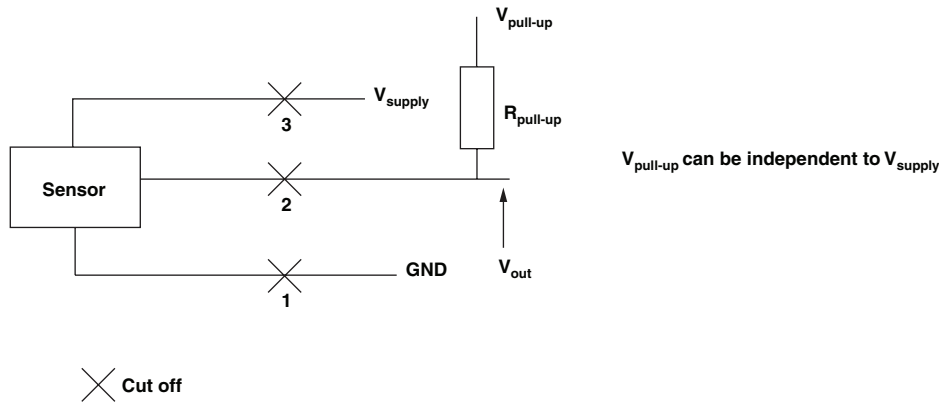 V_pull-up
V_supply
3
R_pull-up
V_pull-up can be independent to V_supply
Sensor
2
GND
V_out
1
Cut off